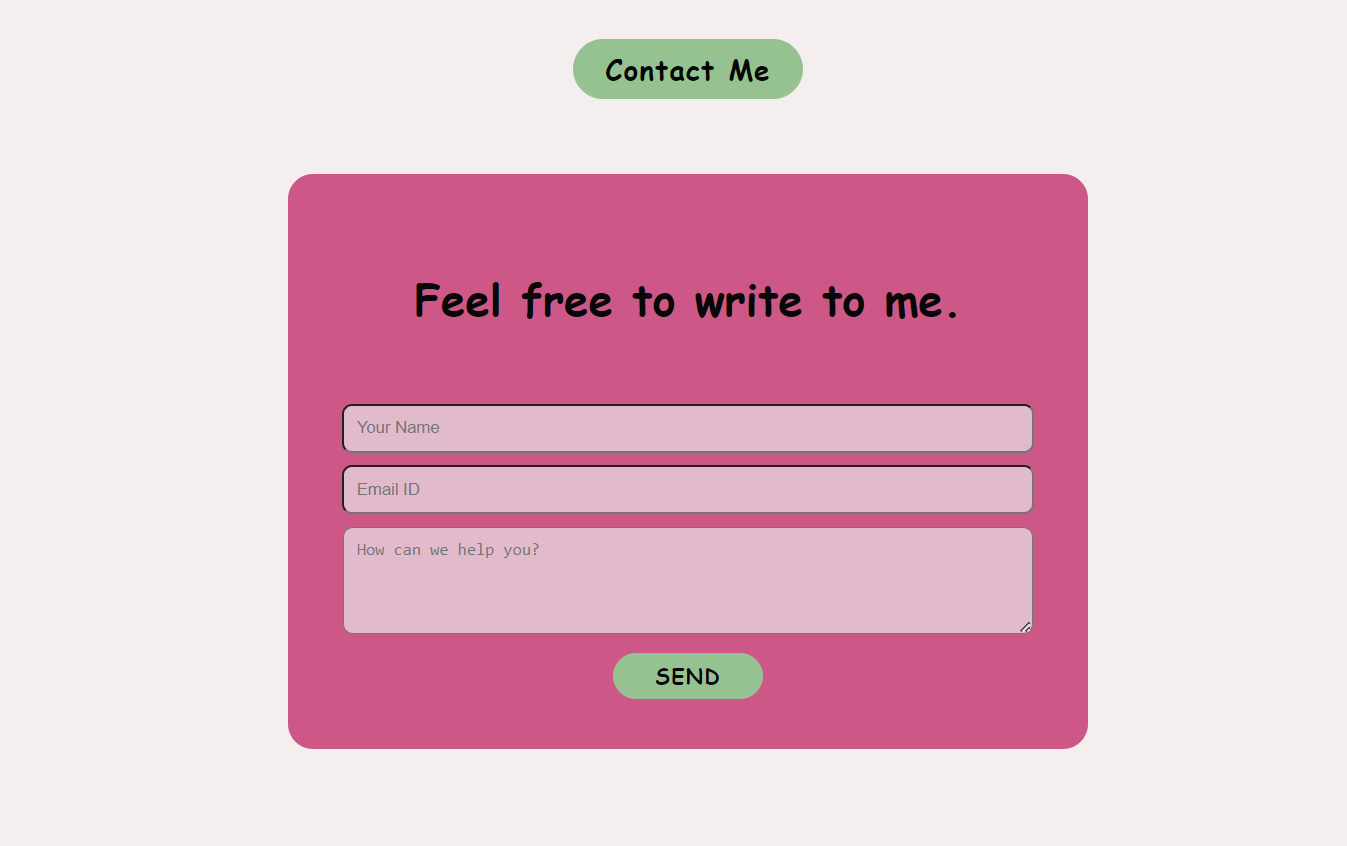 Contact Me
Feel free to write to me.
Your Name
Email ID
How can we help you?
SEND